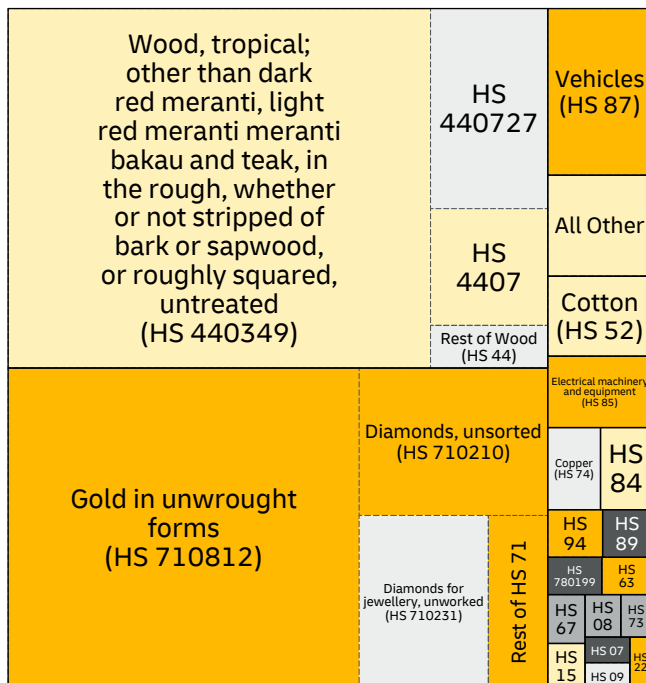 Wood, tropical;
other than dark
red meranti, light
red meranti meranti
bakau and teak, in
the rough, whether
or not stripped of
bark or sapwood,
or roughly squared,
untreated
(HS 440349)
HS
440727
HS
4407
Rest of Wood
(HS 44)
Vehicles
(HS 87)
All Other
Cotton
(HS 52)
Electrical machinery
and equipment
(HS 85)
Copper
(HS 74)
HS
84
HS
94
HS
89
HS
780199
HS
63
HS
67
HS
08
HS
73
HS
15
HS 07
HS 09
HS
22
Gold in unwrought
forms
(HS 710812)
Diamonds, unsorted
(HS 710210)
Diamonds for
jewellery, unworked
(HS 710231)
Rest of HS 71